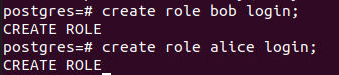 postgres=# create role bob login;
CREATE ROLE
postgres=# create role alice login;
CREATE ROLE